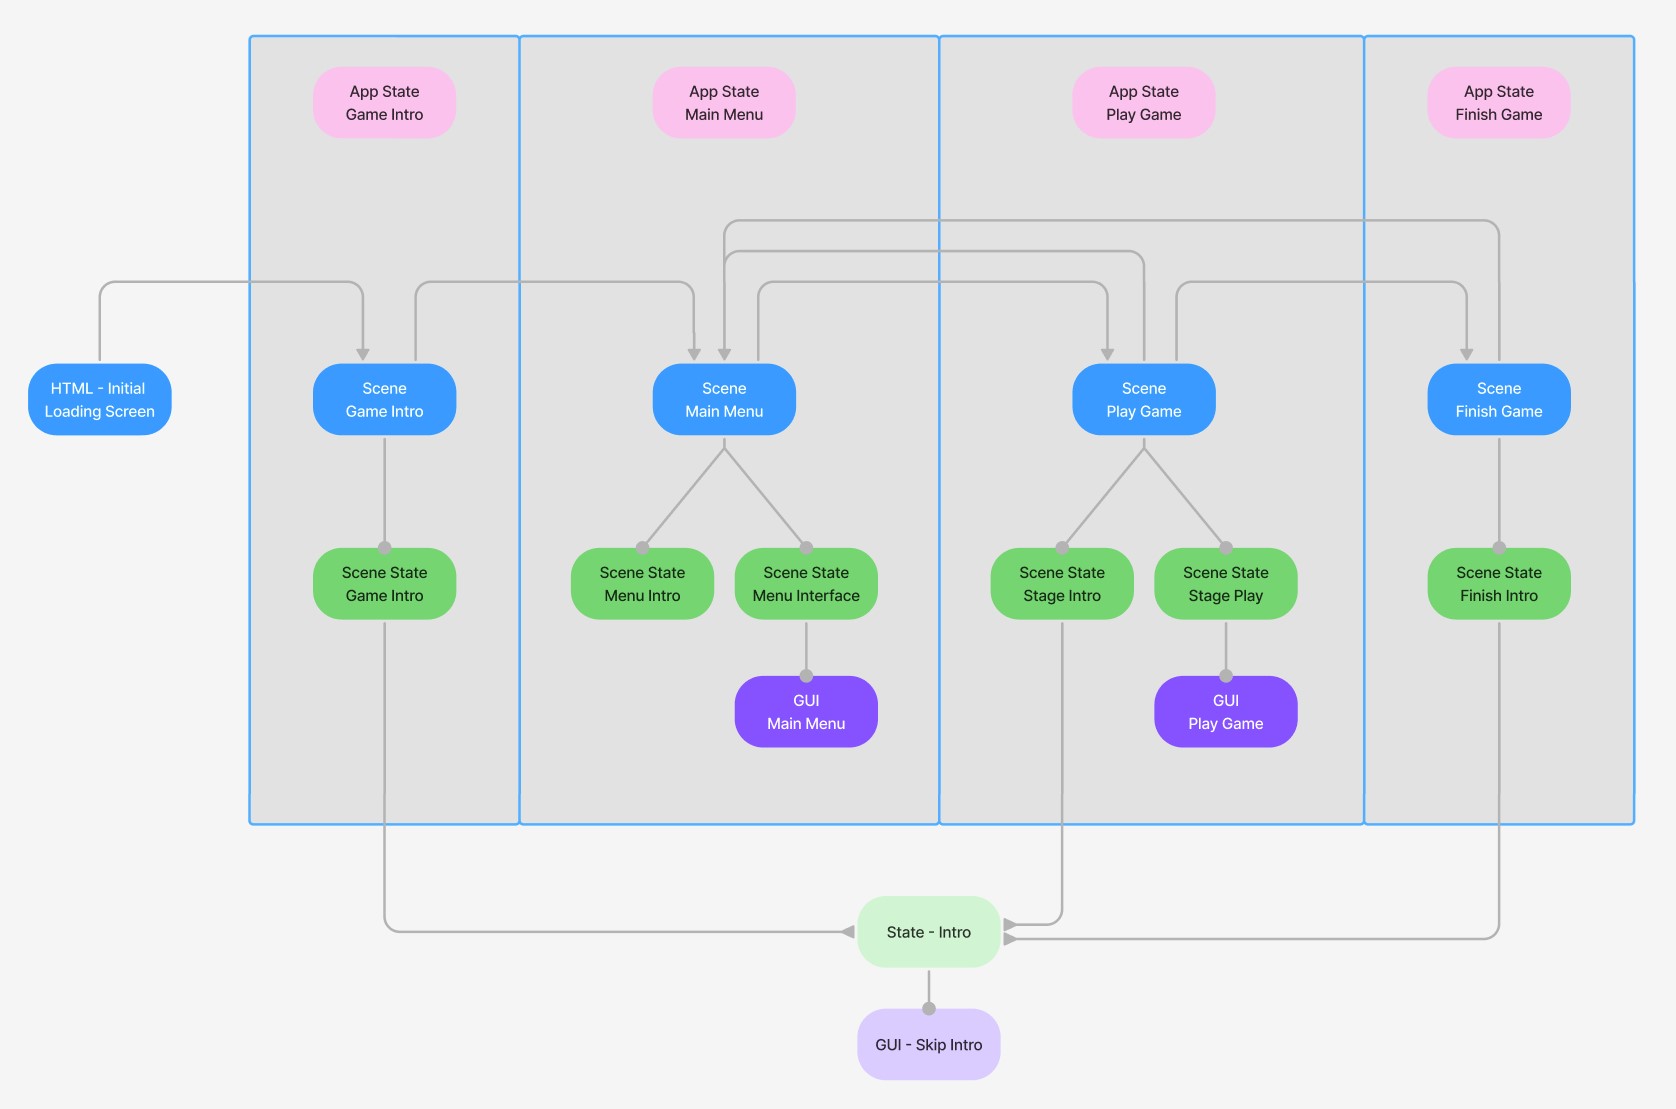 App State
Game Intro
App State
Main Menu
App State
Play Game
App State
Finish Game
HTML - Initial
Loading Screen
Scene
Game Intro
Scene
Main Menu
Scene
Play Game
Scene
Finish Game
Scene State
Game Intro
Scene State
Menu Intro
Scene State
Menu Interface
Scene State
Stage Intro
Scene State
Stage Play
Scene State
Finish Intro
GUI
Main Menu
GUI
Play Game
State - Intro
GUI - Skip Intro